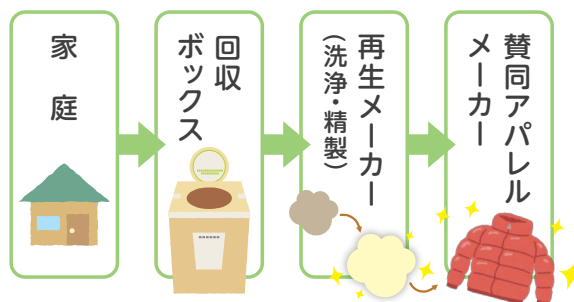 家庭
回収
ボックス
再生メーカー
(洗浄・精製)
賛同アパレル
メーカー